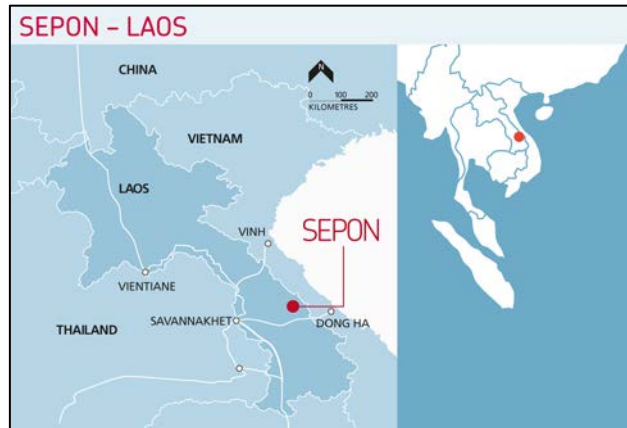 SEPON – LAOS
CHINA
N
0 100 200
KILOMETRES
VIETNAM
LAOS
VINH
SEPON
VIENTIANE
SAVANNAKHET
DONG HA
THAILAND